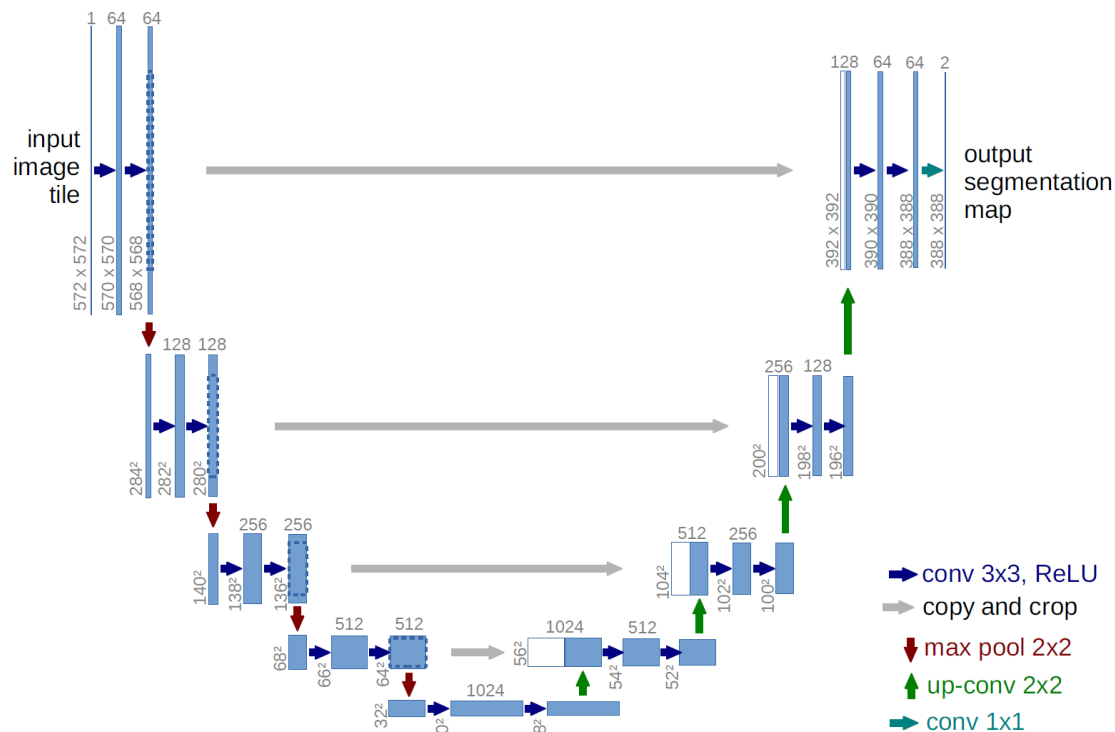 1
64
64
input
image
tile
572 x 572
570 x 570
568 x 568
128
64
64
2
output
segmentation
map
392 x 392
390 x 390
388 x 388
388 x 388
128
128
284²
282²
280²
256
128
200²
198²
196²
256
256
140²
138²
136²
512
256
104²
102²
100²
512
512
68²
66²
64²
1024
512
56²
54²
52²
1024
32²
conv 3x3, ReLU
copy and crop
max pool 2x2
up-conv 2x2
conv 1x1